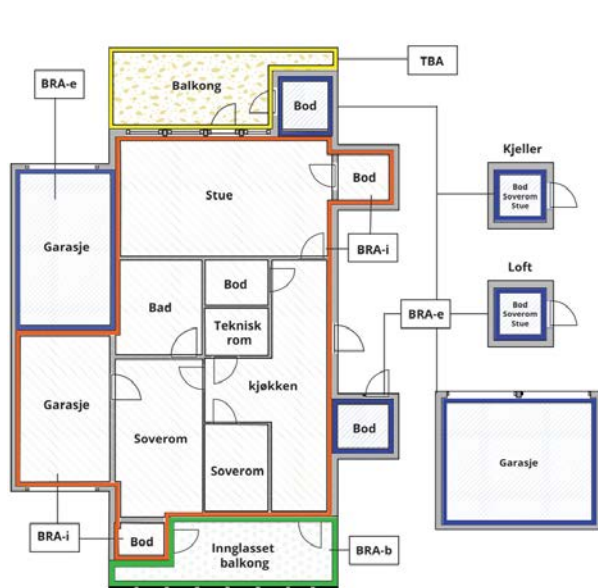 TBA
BRA-e
Balkong
Bod
Kjeller
Stue
Bod
Bod
Soverom
Stue
Garasje
BRA-i
Loft
Bod
Bad
Teknisk
rom
BRA-e
Bod
Soverom
Stue
kjøkken
Garasje
Soverom
Bod
Soverom
Garasje
BRA-i
Bod
Innglasset
balkong
BRA-b